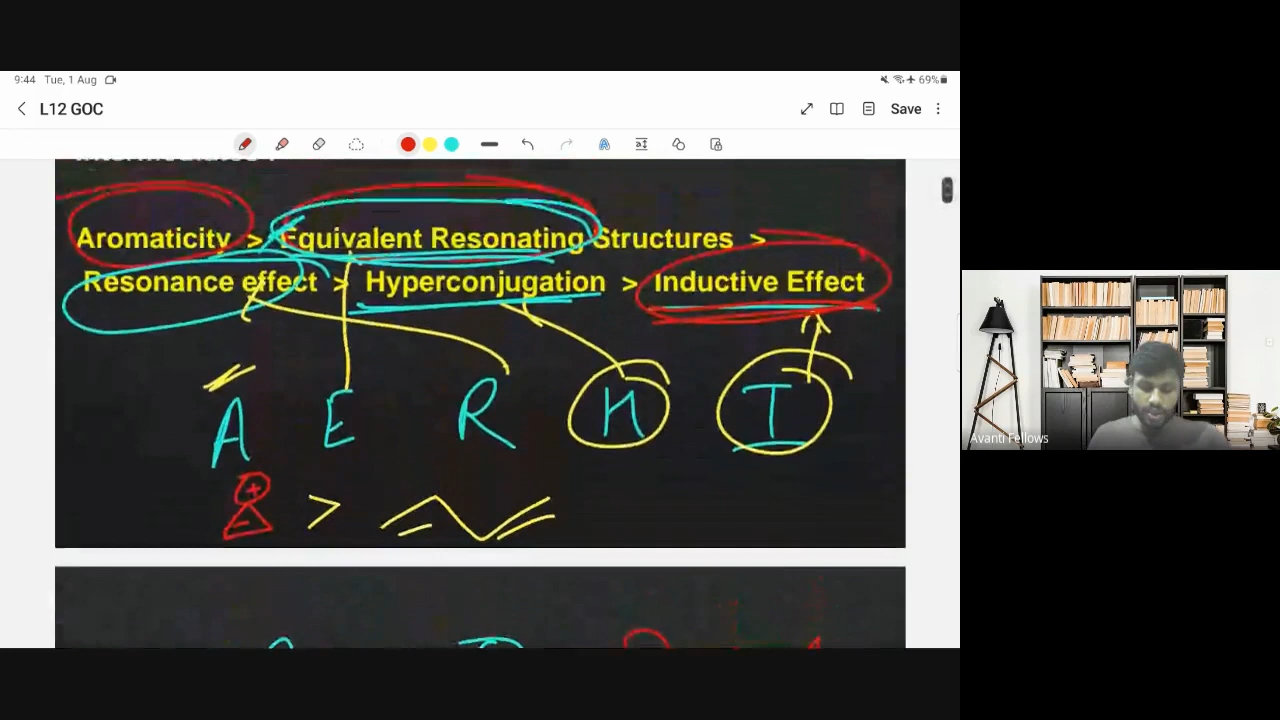 9:44 Tue, 1 Aug
69%
L12 GOC
Save
Aromaticity > Equivalent Resonating Structures >
Resonance effect > Hyperconjugation > Inductive Effect
A E R H I
+ >
-
Avanti Fellows